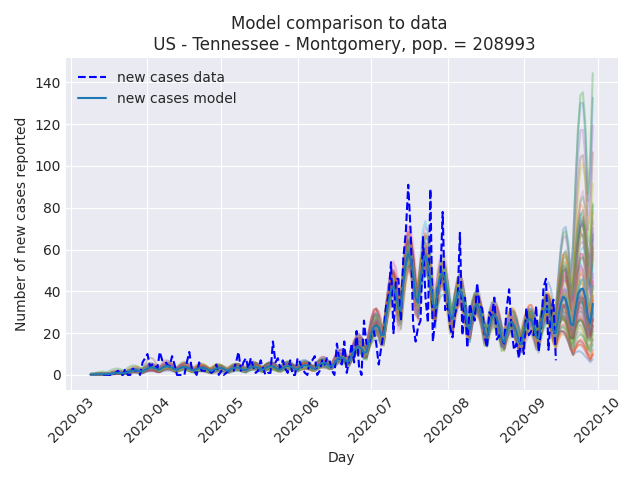 Model comparison to data
US - Tennessee - Montgomery, pop. = 208993
new cases data
new cases model
Number of new cases reported
140
120
100
80
60
40
20
0
2020-03
2020-04
2020-05
2020-06
2020-07
2020-08
2020-09
2020-10
Day